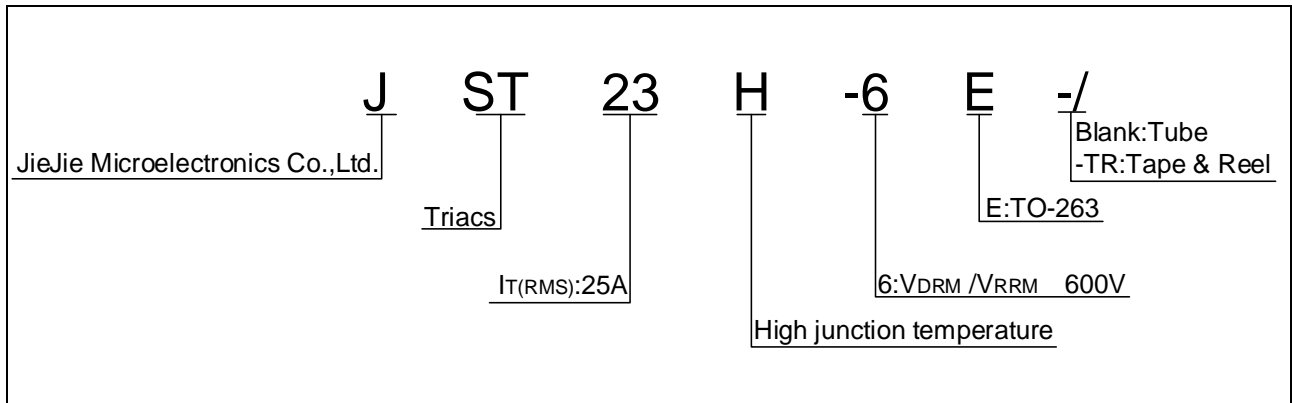 J ST 23 H -6 E -/
Blank:Tube
-TR:Tape & Reel
JieJie Microelectronics Co.,Ltd.
E:TO-263
Triacs
IT(RMS):25A
6:VDRM /VRRM 600V
High junction temperature